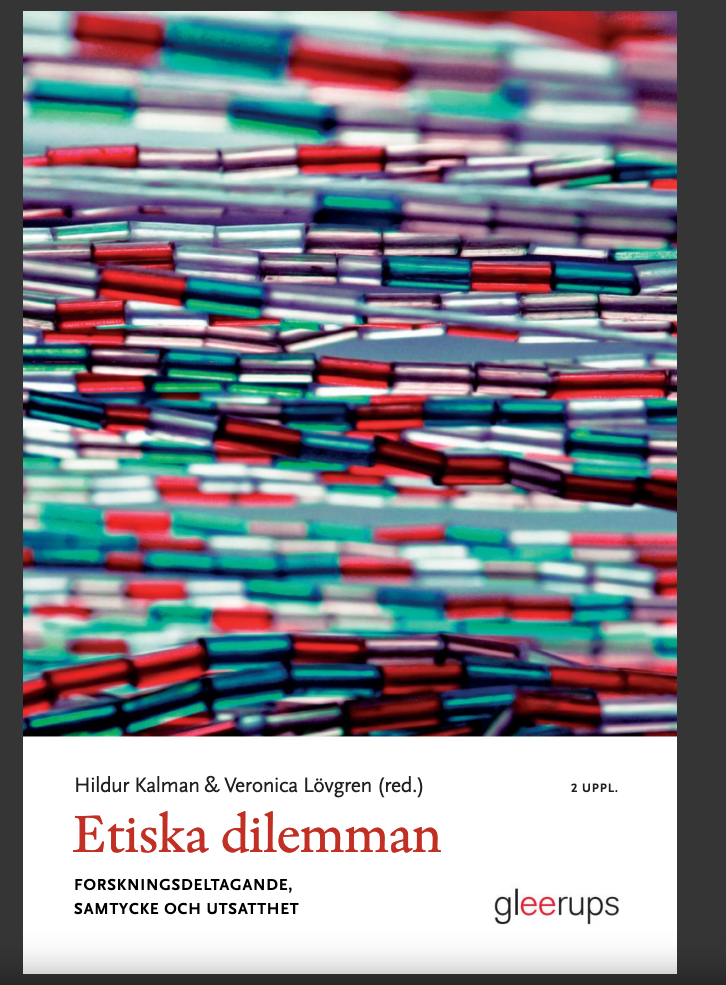 Hildur Kalman & Veronica Lövgren (red.)
2 UPPL.
Etiska dilemman
FORSKNINGSDELTAGANDE,
SAMTYCKE OCH UTSATTHET
gleerups